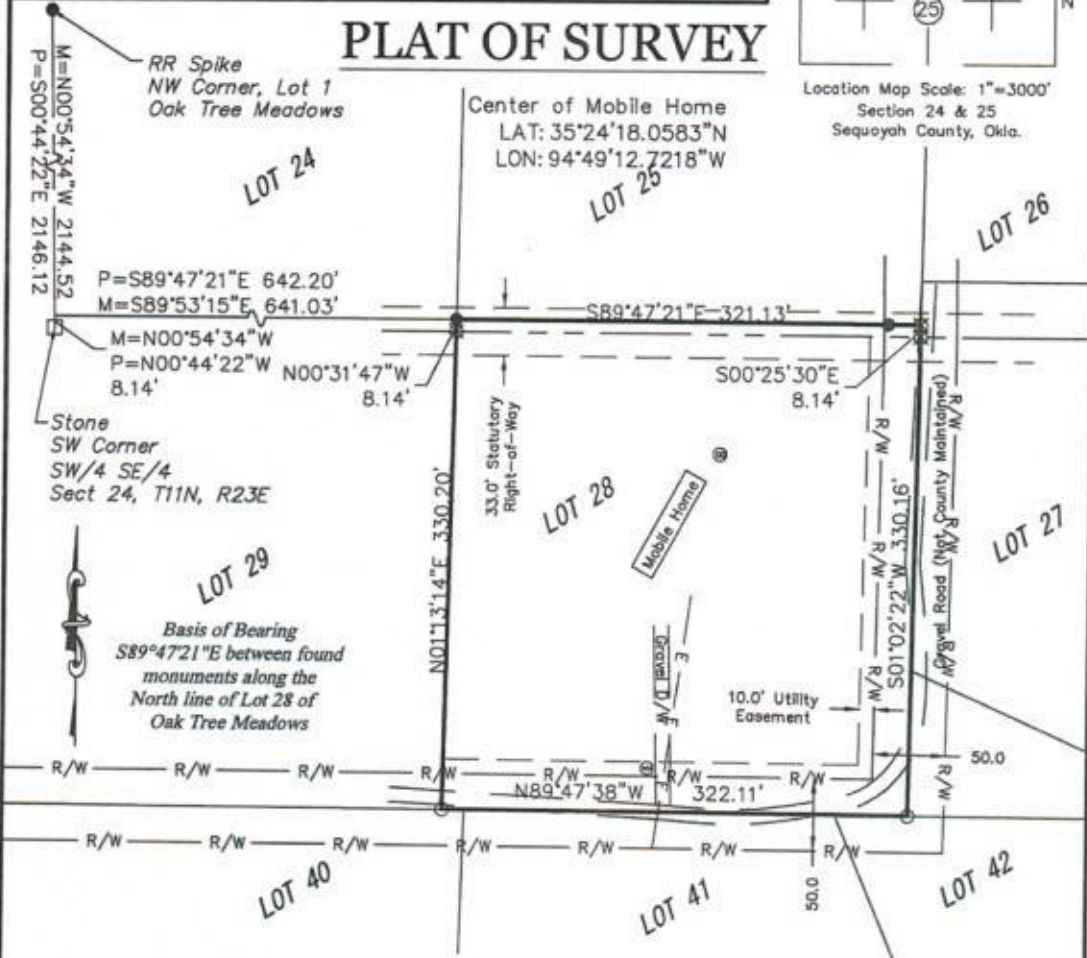 PLAT OF SURVEY
25
N
Location Map Scale: 1"=3000'
Section 24 & 25
Sequoyah County, Okla.
RR Spike
NW Corner, Lot 1
Oak Tree Meadows
M=N00°54'34"W 2144.52
P=S00°44'22"E 2146.12
Center of Mobile Home
LAT: 35°24'18.0583"N
LON: 94°49'12.7218"W
LOT 24
LOT 25
LOT 26
P=S89°47'21"E 642.20'
M=S89°53'15"E 641.03'
S89°47'21"E 321.13'
M=N00°54'34"W
P=N00°44'22"W
8.14'
N00°31'47"W
8.14'
S00°25'30"E
8.14'
Stone
SW Corner
SW/4 SE/4
Sect 24, T11N, R23E
33.0' Statutory
Right-of-Way
N01°13'14"E 330.20'
LOT 28
Mobile Home
R/W
R/W
R/W
S01°02'22"W 330.16'
Gravel Road (Not County Maintained)
R/W
R/W
R/W
R/W
LOT 27
LOT 29
Basis of Bearing
S89°47'21"E between found
monuments along the
North line of Lot 28 of
Oak Tree Meadows
Gravel D/W
E
E
E
E
10.0' Utility
Easement
50.0
R/W R/W R/W R/W R/W R/W R/W
N89°47'38"W 322.11'
R/W R/W R/W R/W R/W R/W R/W
50.0
LOT 40
LOT 41
LOT 42